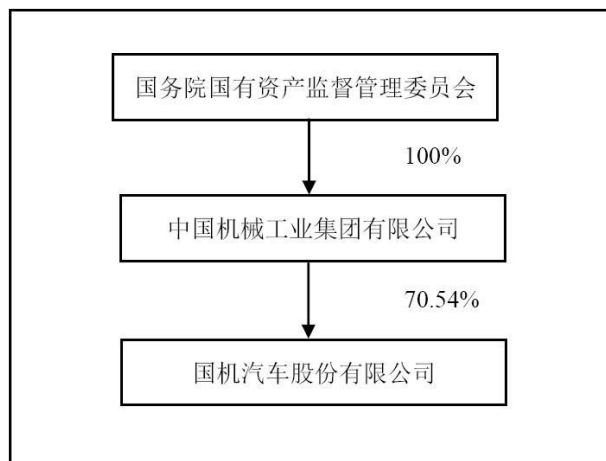 国务院国有资产监督管理委员会
100%
中国机械工业集团有限公司
70.54%
国机汽车股份有限公司